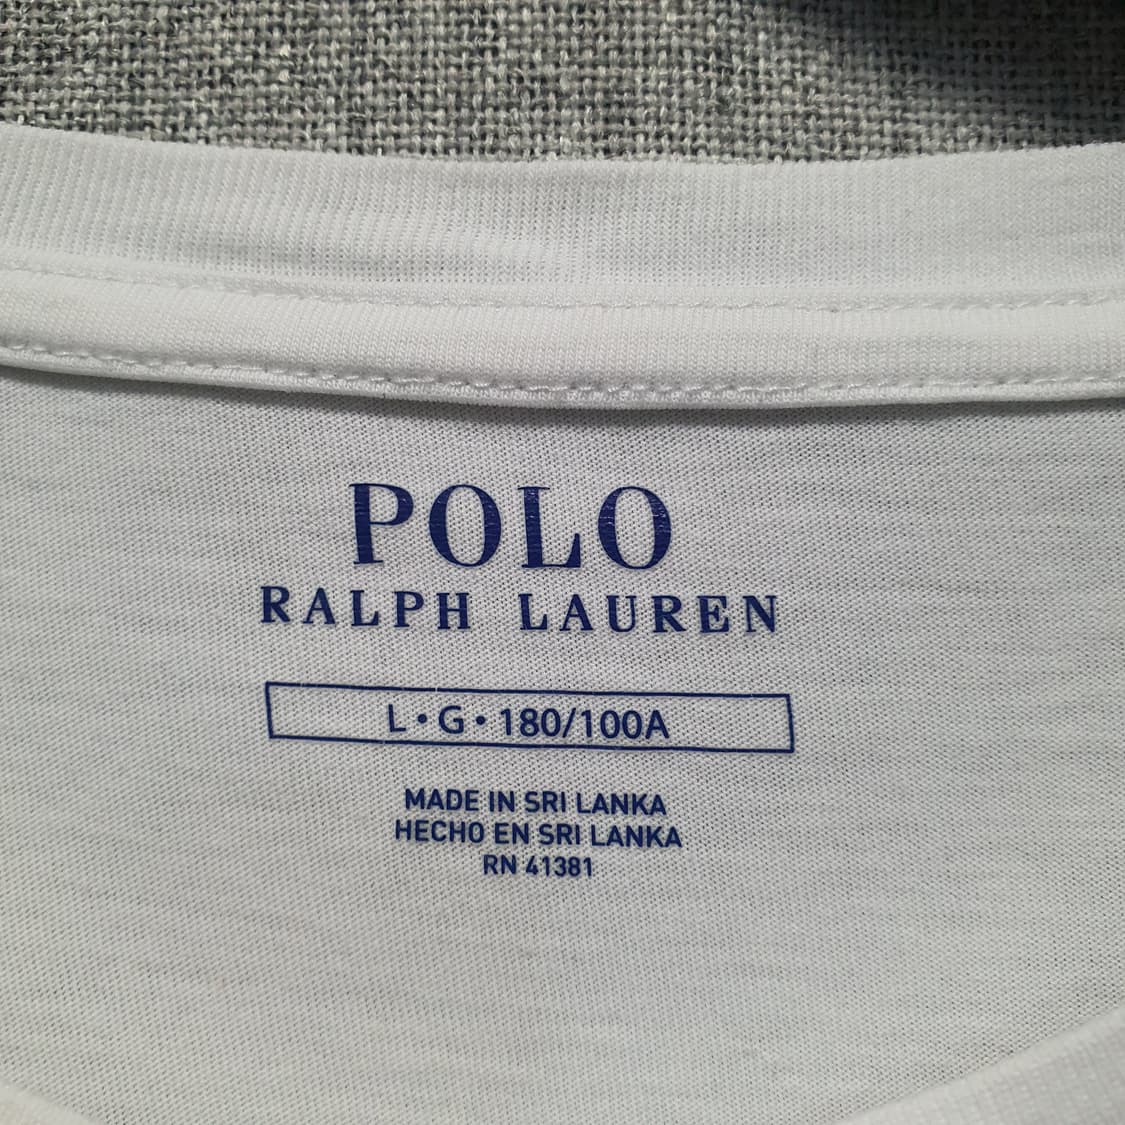 POLO
RALPH LAUREN
L•G•180/100A
MADE IN SRI LANKA
HECHO EN SRI LANKA
RN 41381